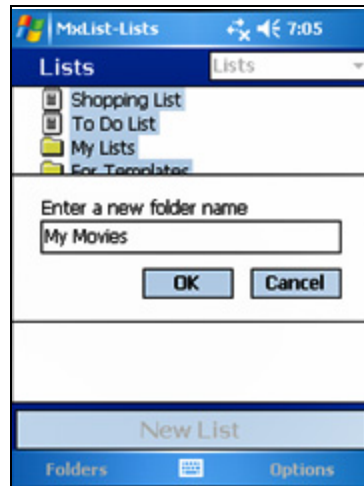 MxList-Lists 7:05
Lists Lists
Shopping List
To Do List
My Lists
For Templates
Enter a new folder name
My Movies
OK Cancel
New List
Folders Options